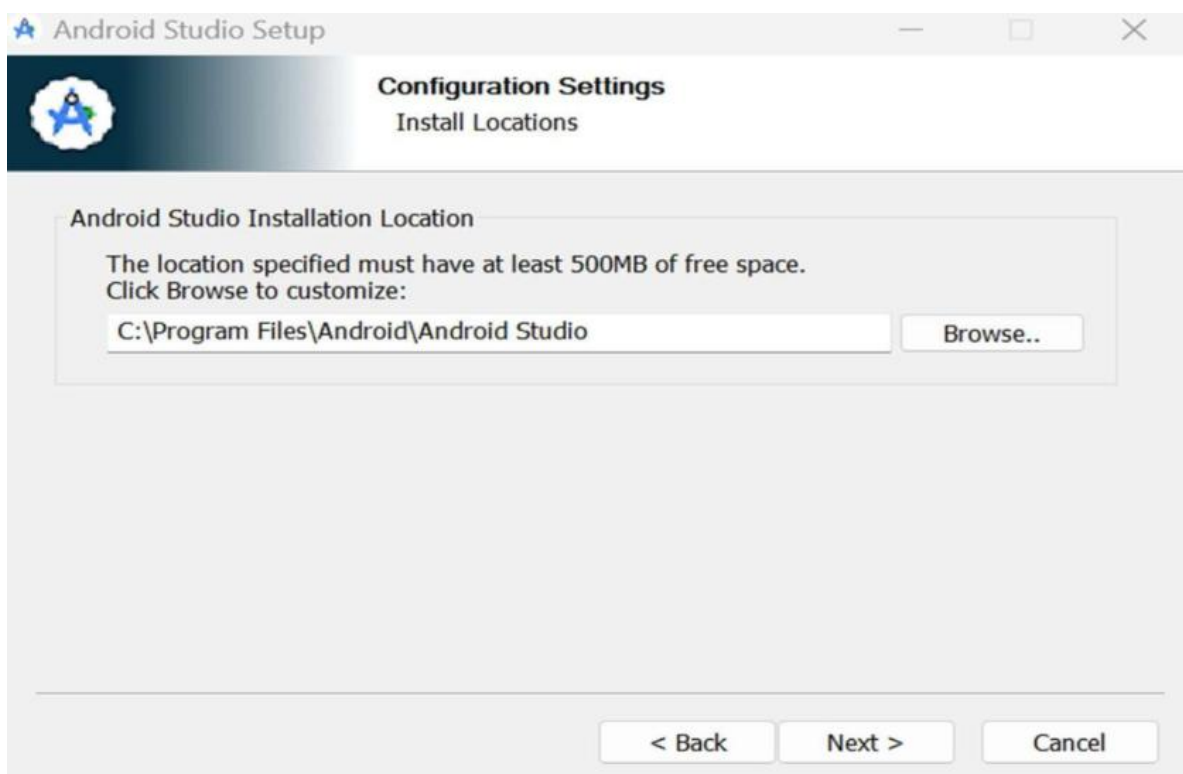 Android Studio Setup
Configuration Settings
Install Locations
Android Studio Installation Location
The location specified must have at least 500MB of free space.
Click Browse to customize:
C:\Program Files\Android\Android Studio
Browse..
< Back
Next >
Cancel